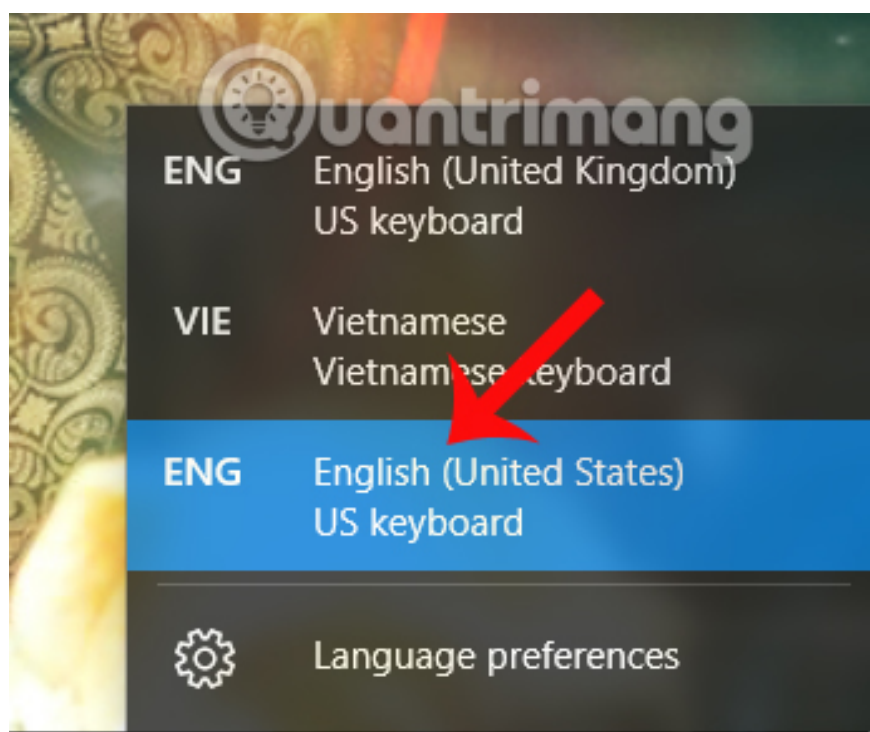 Quantrimang
ENG English (United Kingdom)
US keyboard
VIE Vietnamese
Vietnamese keyboard
ENG English (United States)
US keyboard
Language preferences